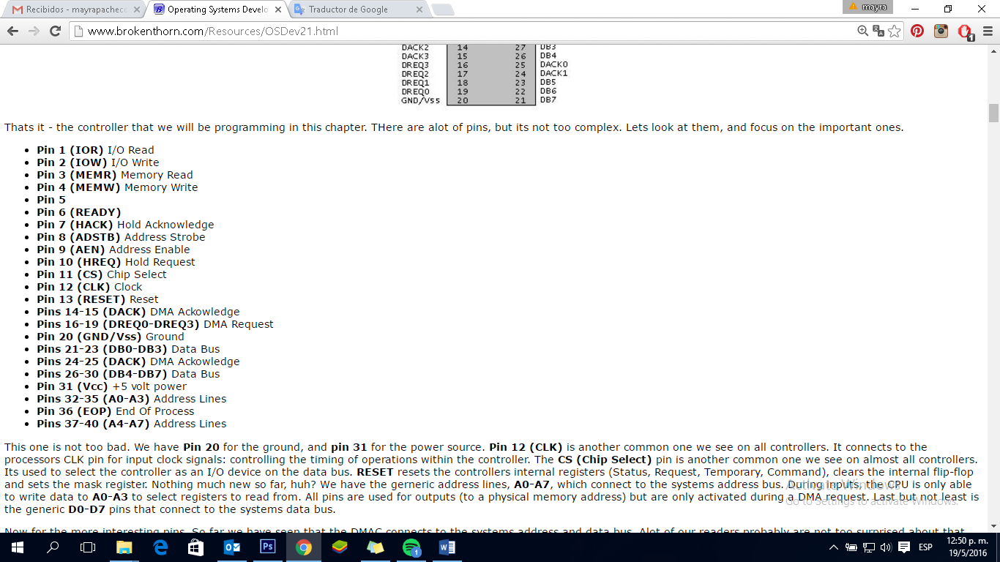 Recibidos - mayrapachec
Operating Systems Develo
Traductor de Google
mayra
www.brokenthorn.com/Resources/OSDev21.html
DACK2 14 27 DB3
DACK3 15 26 DB4
DREQ3 16 25 DACK0
DREQ2 17 24 DACK1
DREQ1 18 23 DB5
DREQ0 19 22 DB6
GND/Vss 20 21 DB7
Thats it - the controller that we will be programming in this chapter. THere are alot of pins, but its not too complex. Lets look at them, and focus on the important ones.
• Pin 1 (IOR) I/O Read
• Pin 2 (IOW) I/O Write
• Pin 3 (MEMR) Memory Read
• Pin 4 (MEMW) Memory Write
• Pin 5
• Pin 6 (READY)
• Pin 7 (HACK) Hold Acknowledge
• Pin 8 (ADSTB) Address Strobe
• Pin 9 (AEN) Address Enable
• Pin 10 (HREQ) Hold Request
• Pin 11 (CS) Chip Select
• Pin 12 (CLK) Clock
• Pin 13 (RESET) Reset
• Pins 14-15 (DACK) DMA Ackowledge
• Pins 16-19 (DREQ0-DREQ3) DMA Request
• Pin 20 (GND/Vss) Ground
• Pins 21-23 (DB0-DB3) Data Bus
• Pins 24-25 (DACK) DMA Ackowledge
• Pins 26-30 (DB4-DB7) Data Bus
• Pin 31 (Vcc) +5 volt power
• Pins 32-35 (A0-A3) Address Lines
• Pin 36 (EOP) End Of Process
• Pins 37-40 (A4-A7) Address Lines
This one is not too bad. We have Pin 20 for the ground, and pin 31 for the power source. Pin 12 (CLK) is another common one we see on all controllers. It connects to the
processors CLK pin for input clock signals: controlling the timing of operations within the controller. The CS (Chip Select) pin is another common one we see on almost all controllers.
Its used to select the controller as an I/O device on the data bus. RESET resets the controllers internal registers (Status, Request, Temporary, Command), clears the internal flip-flop
and sets the mask register. Nothing much new so far, huh? We have the gerneric address lines, A0-A7, which connect to the systems address bus. During inputs, the CPU is only able
to write data to A0-A3 to select registers to read from. All pins are used for outputs (to a physical memory address) but are only activated during a DMA request. Last but not least is
the generic D0-D7 pins that connect to the systems data bus.
Activate Windows
Go to Settings to activate Windows.
Now for the more interesting pins. So far we have seen that the DMAC connects to the systems address and data bus. Alot of our readers probably are not too surprised about that
Ps
1
ESP
12:50 p. m.
19/5/2016